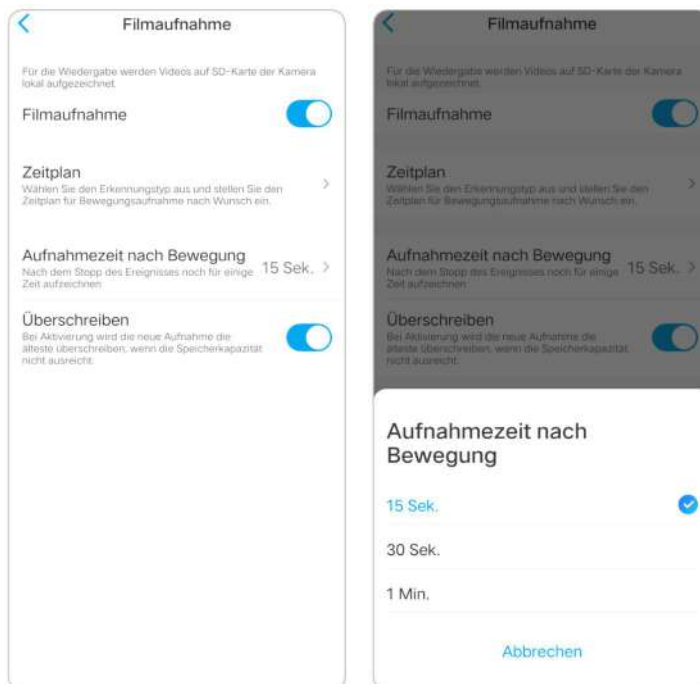 Filmaufnahme
Für die Wiedergabe werden Videos auf SD-Karte der Kamera
lokal aufgezeichnet.
Filmaufnahme
Zeitplan
Wählen Sie den Erkennungstyp aus und stellen Sie den
Zeitplan für Bewegungsaufnahme nach Wunsch ein.
Aufnahmezeit nach Bewegung
Nach dem Stopp des Ereignisses noch für einige
Zeit aufzeichnen
15 Sek.
Überschreiben
Bei Aktivierung wird die neue Aufnahme die
älteste überschreiben, wenn die Speicherkapazität
nicht ausreicht.
Filmaufnahme
Für die Wiedergabe werden Videos auf SD-Karte der Kamera
lokal aufgezeichnet.
Filmaufnahme
Zeitplan
Wählen Sie den Erkennungstyp aus und stellen Sie den
Zeitplan für Bewegungsaufnahme nach Wunsch ein.
Aufnahmezeit nach Bewegung
Nach dem Stopp des Ereignisses noch für einige
Zeit aufzeichnen
15 Sek.
Überschreiben
Bei Aktivierung wird die neue Aufnahme die
älteste überschreiben, wenn die Speicherkapazität
nicht ausreicht.
Aufnahmezeit nach
Bewegung
15 Sek.
30 Sek.
1 Min.
Abbrechen